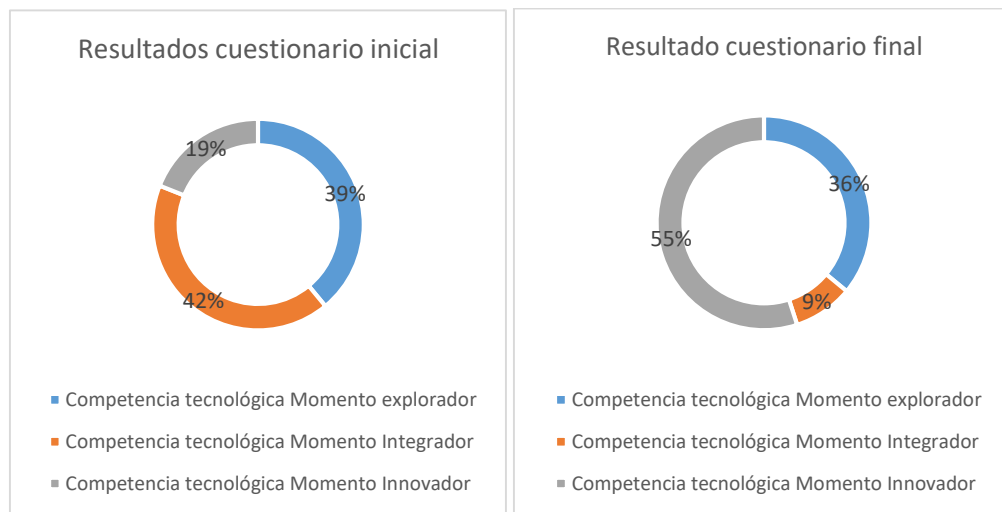 Resultados cuestionario inicial
19%
39%
42%
Competencia tecnológica Momento explorador
Competencia tecnológica Momento Integrador
Competencia tecnológica Momento Innovador
Resultado cuestionario final
36%
55%
9%
Competencia tecnológica Momento explorador
Competencia tecnológica Momento Integrador
Competencia tecnológica Momento Innovador